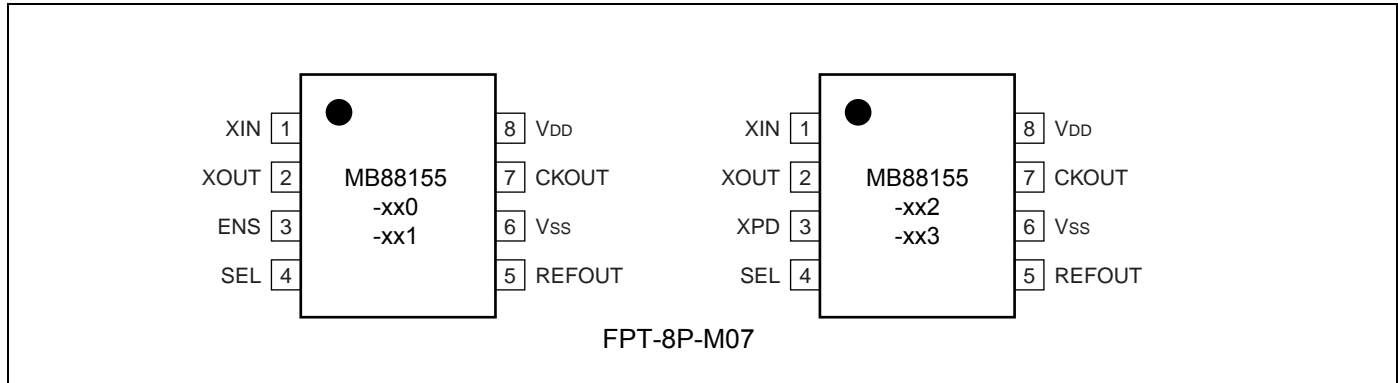 XIN 1
XOUT 2
ENS 3
SEL 4
MB88155
-xx0
-xx1
8 VDD
7 CKOUT
6 VSS
5 REFOUT
XIN 1
XOUT 2
XPD 3
SEL 4
MB88155
-xx2
-xx3
8 VDD
7 CKOUT
6 VSS
5 REFOUT
FPT-8P-M07